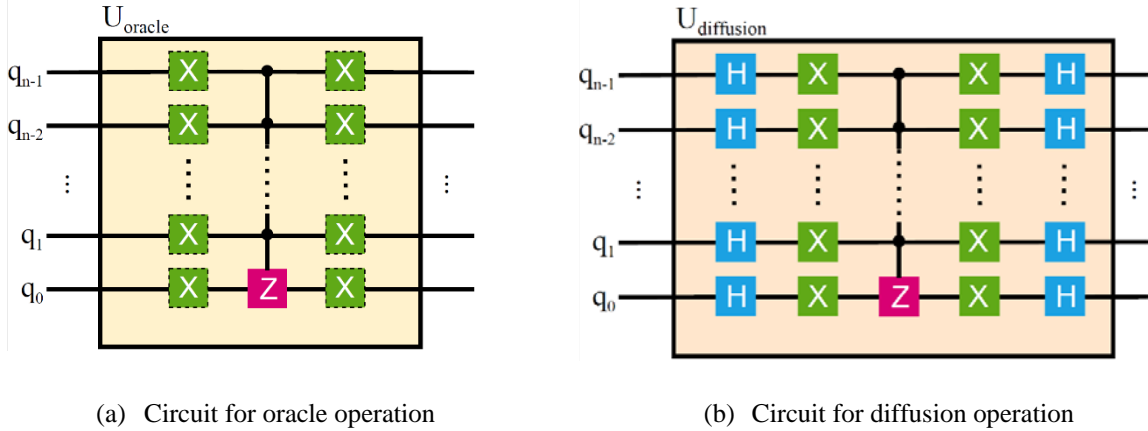 U_oracle
q_n-1 X X
q_n-2 X X
⋮ ⋮ ⋮ ⋮
q_1 X X
q_0 X Z X
(a) Circuit for oracle operation
U_diffusion
q_n-1 H X X H
q_n-2 H X X H
⋮ ⋮ ⋮ ⋮ ⋮ ⋮
q_1 H X X H
q_0 H X Z X H
(b) Circuit for diffusion operation